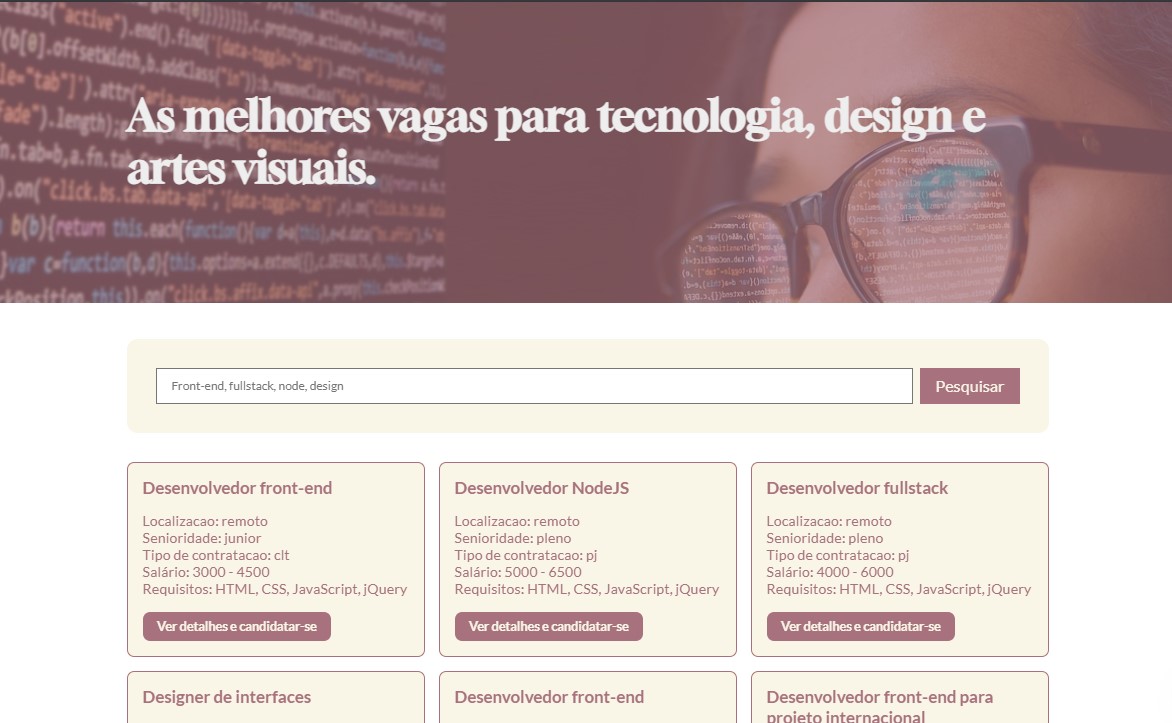 As melhores vagas para tecnologia, design e
artes visuais.
Front-end, fullstack, node, design
Pesquisar
Desenvolvedor front-end
Localizacao: remoto
Senioridade: junior
Tipo de contratacao: clt
Salário: 3000 - 4500
Requisitos: HTML, CSS, JavaScript, jQuery
Ver detalhes e candidatar-se
Desenvolvedor NodeJS
Localizacao: remoto
Senioridade: pleno
Tipo de contratacao: pj
Salário: 5000 - 6500
Requisitos: HTML, CSS, JavaScript, jQuery
Ver detalhes e candidatar-se
Desenvolvedor fullstack
Localizacao: remoto
Senioridade: pleno
Tipo de contratacao: pj
Salário: 4000 - 6000
Requisitos: HTML, CSS, JavaScript, jQuery
Ver detalhes e candidatar-se
Designer de interfaces
Desenvolvedor front-end
Desenvolvedor front-end para
projeto internacional